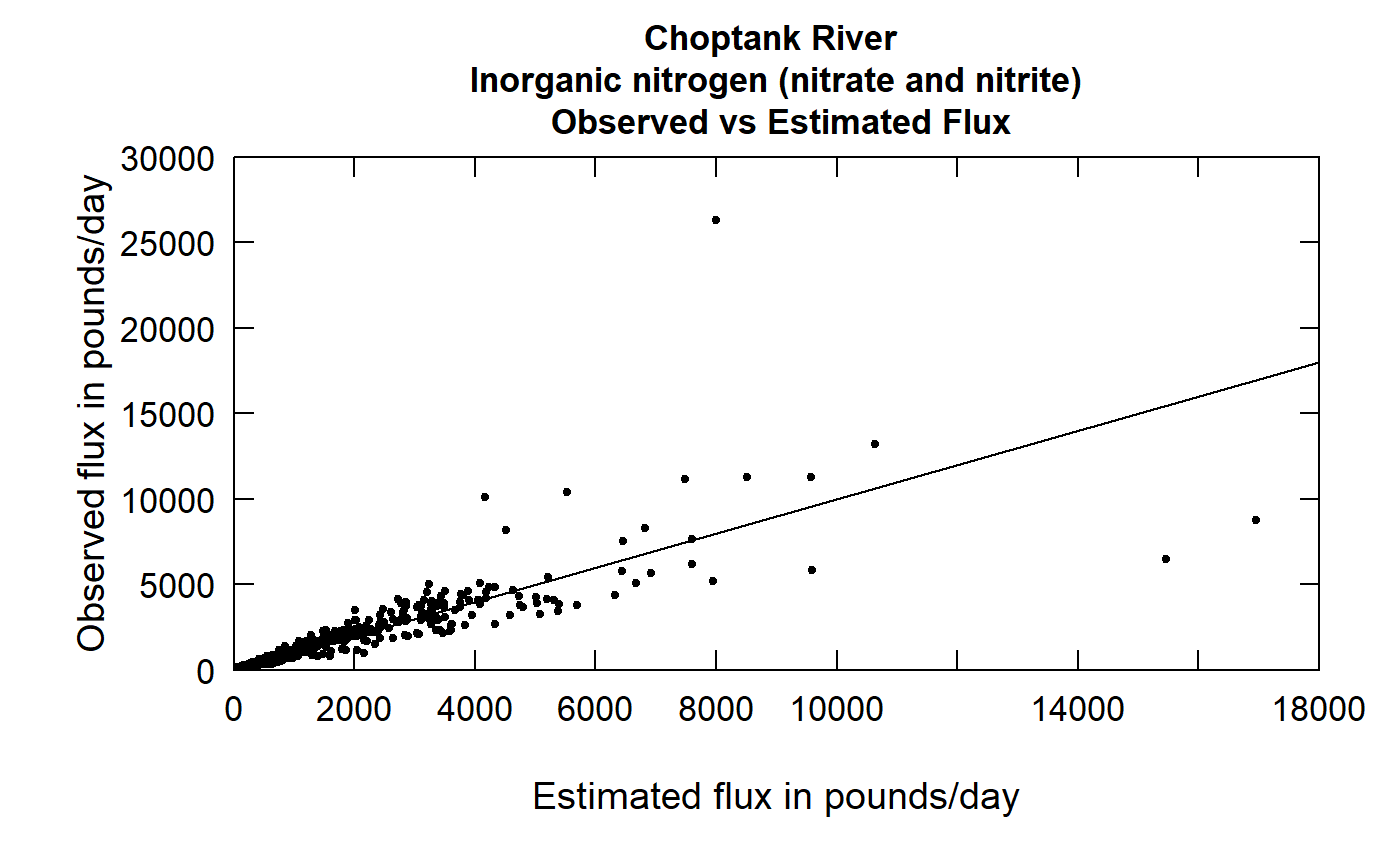 Choptank River
Inorganic nitrogen (nitrate and nitrite)
Observed vs Estimated Flux
Observed flux in pounds/day
30000
25000
20000
15000
10000
5000
0
0 2000 4000 6000 8000 10000 14000 18000
Estimated flux in pounds/day